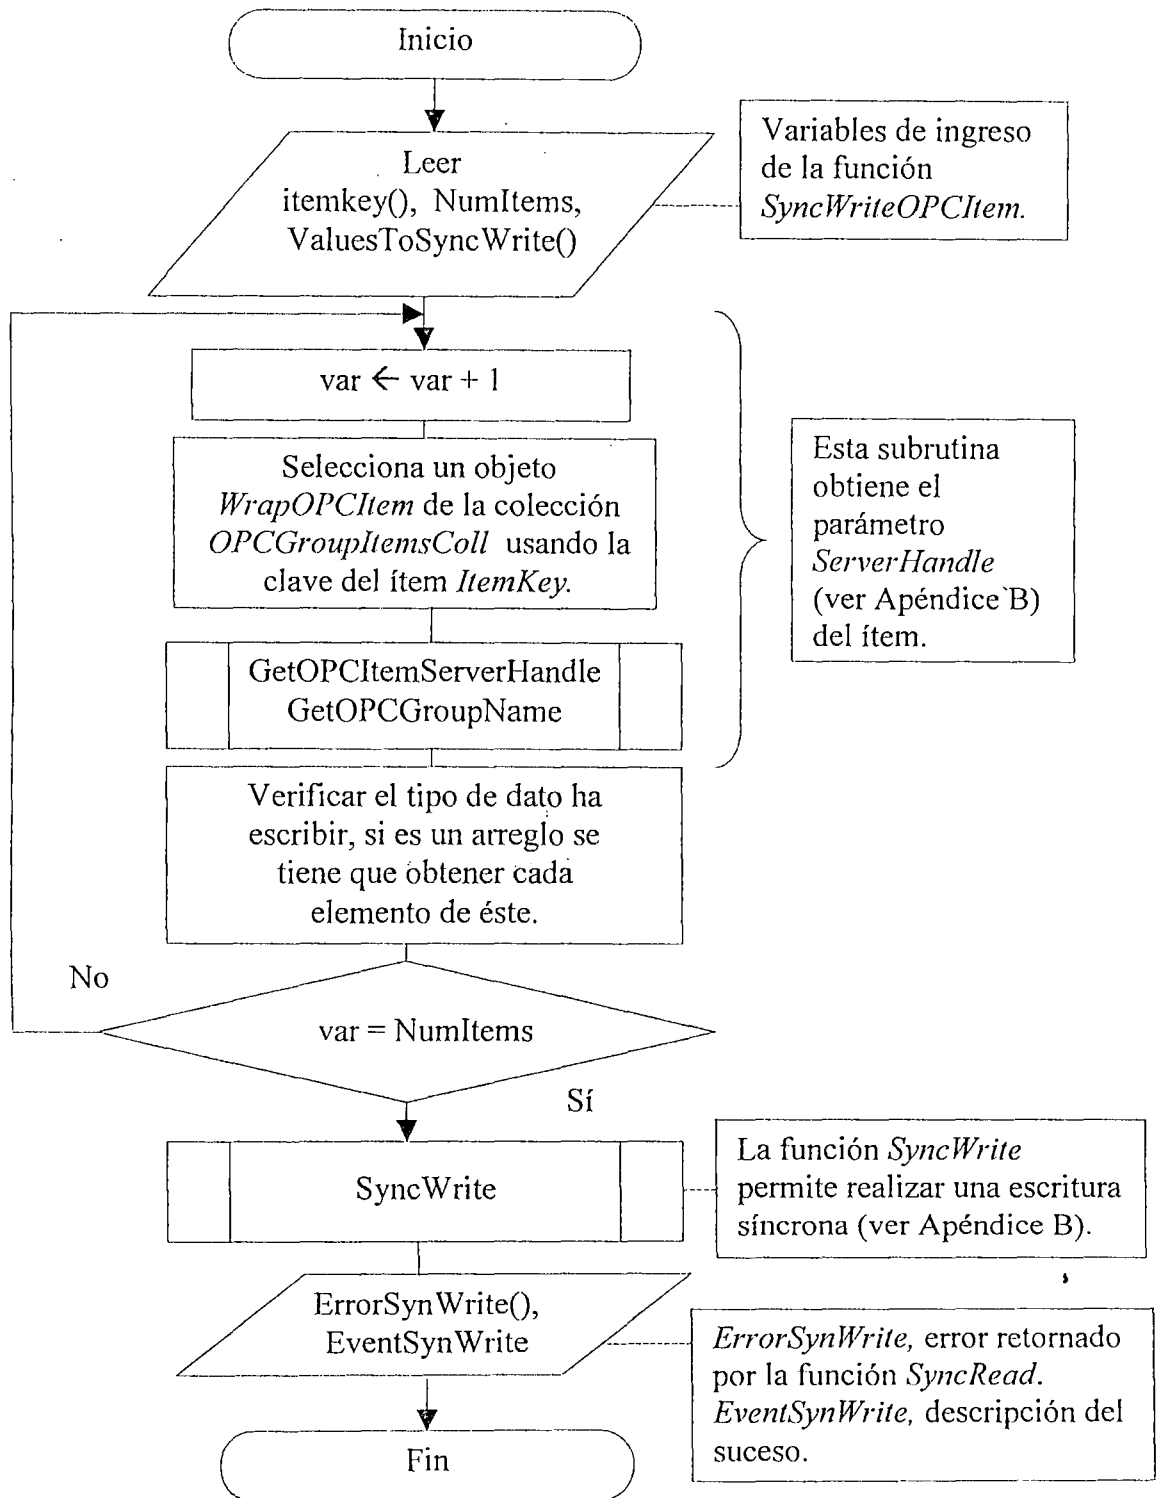 Inicio
Leer
itemkey(), NumItems,
ValuesToSyncWrite()
Variables de ingreso
de la función
SyncWriteOPCItem.
var ← var + 1
Selecciona un objeto
WrapOPCItem de la colección
OPCGroupItemsColl usando la
clave del ítem ItemKey.
GetOPCItemServerHandle
GetOPCGroupName
Esta subrutina
obtiene el
parámetro
ServerHandle
(ver Apéndice B)
del ítem.
Verificar el tipo de dato ha
escribir, si es un arreglo se
tiene que obtener cada
elemento de éste.
No
var = NumItems
Sí
SyncWrite
La función SyncWrite
permite realizar una escritura
síncrona (ver Apéndice B).
ErrorSynWrite(),
EventSynWrite
ErrorSynWrite, error retornado
por la función SyncRead.
EventSynWrite, descripción del
suceso.
Fin